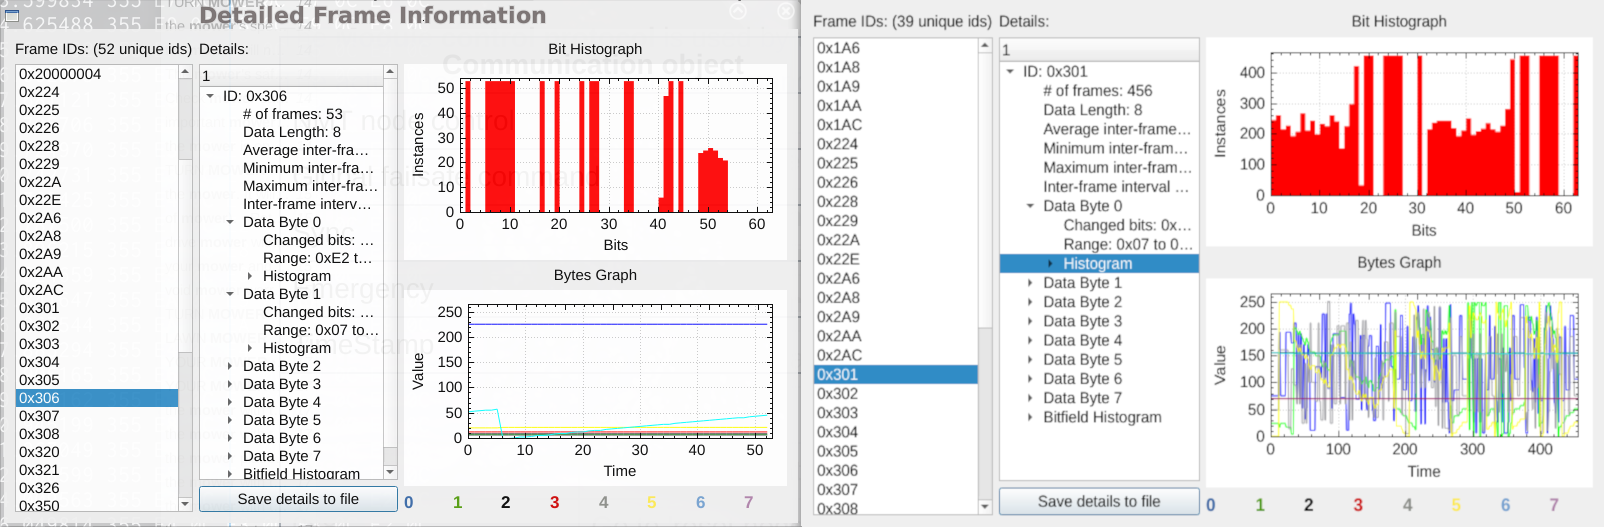 Detailed Frame Information
Frame IDs: (52 unique ids)
0x20000004
0x224
0x225
0x226
0x228
0x229
0x22A
0x22E
0x2A6
0x2A8
0x2A9
0x2AA
0x2AC
0x301
0x302
0x303
0x304
0x305
0x306
0x307
0x308
0x320
0x321
0x326
0x350
Details:
1
ID: 0x306
# of frames: 53
Data Length: 8
Average inter-fra...
Minimum inter-fra...
Maximum inter-fra...
Inter-frame interv...
Data Byte 0
Changed bits: ...
Range: 0xE2 t...
Histogram
Data Byte 1
Changed bits: ...
Range: 0x07 to...
Histogram
Data Byte 2
Data Byte 3
Data Byte 4
Data Byte 5
Data Byte 6
Data Byte 7
Bitfield Histogram
Save details to file
Communication object
Bit Histogram
Instances
50
40
30
20
10
0
0 10 20 30 40 50 60
Bits
Bytes Graph
Value
250
200
150
100
50
0
0 10 20 30 40 50
Time
0 1 2 3 4 5 6 7
Frame IDs: (39 unique ids)
0x1A6
0x1A8
0x1A9
0x1AA
0x1AC
0x224
0x225
0x226
0x228
0x229
0x22A
0x22E
0x2A6
0x2A8
0x2A9
0x2AA
0x2AC
0x301
0x302
0x303
0x304
0x305
0x306
0x307
0x308
Details:
1
ID: 0x301
# of frames: 456
Data Length: 8
Average inter-frame...
Minimum inter-fram...
Maximum inter-fram...
Inter-frame interval ...
Data Byte 0
Changed bits: 0x...
Range: 0x07 to 0...
Histogram
Data Byte 1
Data Byte 2
Data Byte 3
Data Byte 4
Data Byte 5
Data Byte 6
Data Byte 7
Bitfield Histogram
Save details to file
Bit Histogram
Instances
400
300
200
100
0
0 10 20 30 40 50 60
Bits
Bytes Graph
Value
250
200
150
100
50
0
0 100 200 300 400
Time
0 1 2 3 4 5 6 7